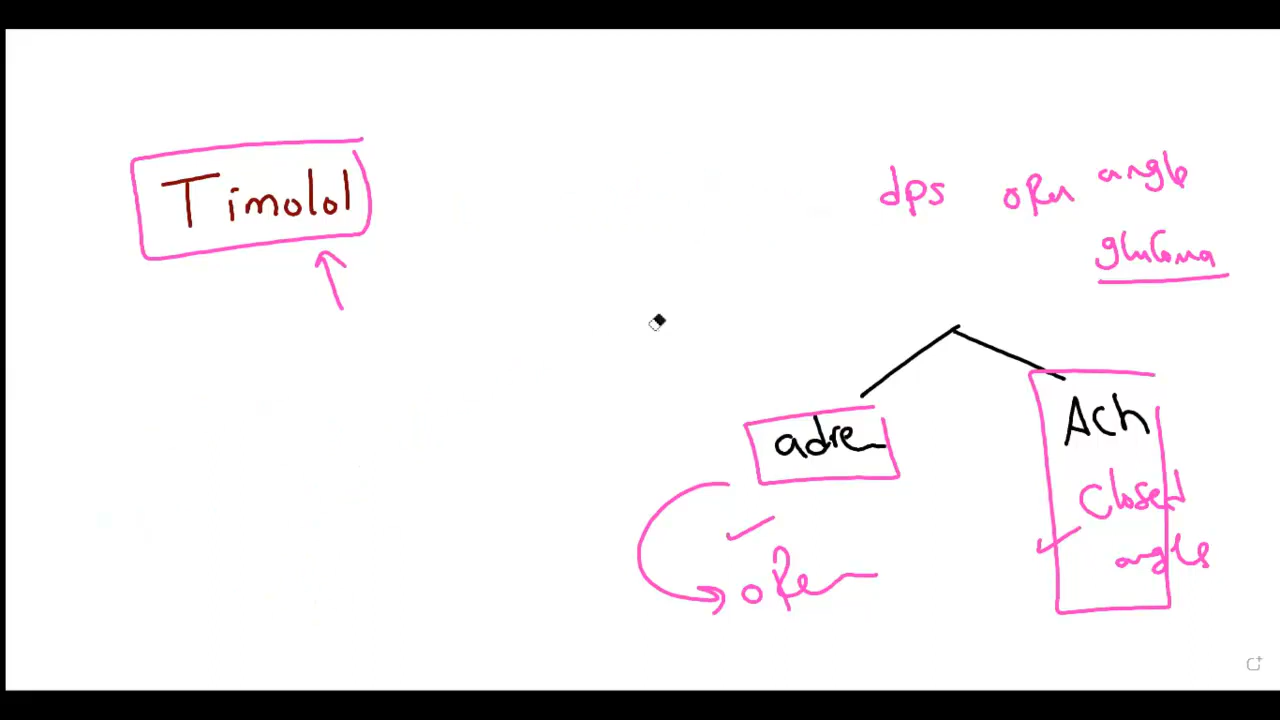 Timolol
dps open angle
glucoma
adre
Ach
Closed
angle
open